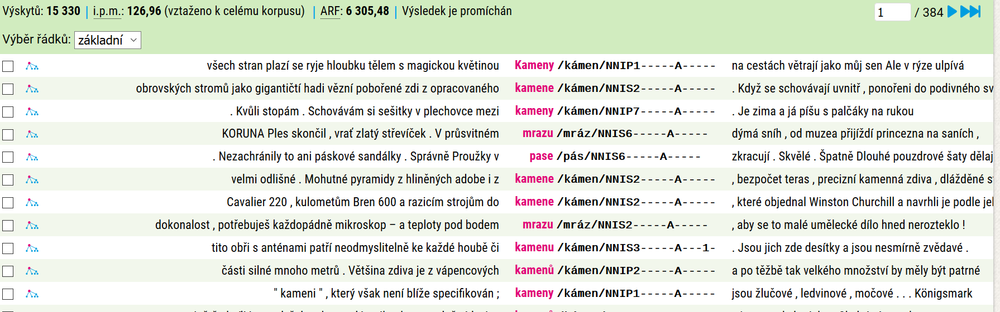 Výskytů: 15 330 | i.p.m.: 126,96 (vztaženo k celému korpusu) | ARF: 6 305,48 | Výsledek je promíchán 1 / 384
Výběr řádků: základní
všech stran plazí se ryje hloubku tělem s magickou květinou Kameny /kámen/NNIP1-----A----- na cestách větrají jako můj sen Ale v rýze ulpívá
obrovských stromů jako gigantičtí hadi vězní pobořené zdi z opracovaného kamene /kámen/NNIS2-----A----- . Když se schovávají uvnitř , ponořeni do podivného sv
. Kvůli stopám . Schovávám si sešitky v plechovce mezi kameny /kámen/NNIP7-----A----- . Je zima a já píšu s palčáky na rukou
KORUNA Ples skončil , vrať zlatý střevíček . V průsvitném mrazu /mráz/NNIS6-----A----- dýmá sníh , od muzea přijíždí princezna na saních ,
. Nezachránily to ani páskové sandálky . Správně Proužky v pase /pás/NNIS6-----A----- zkracují . Skvělé . Špatně Dlouhé pouzdrové šaty dělaj
velmi odlišné . Mohutné pyramidy z hliněných adobe i z kamene /kámen/NNIS2-----A----- , bezpočet teras , precizní kamenná zdiva , dlážděné s
Cavalier 220 , kulometům Bren 600 a razicím strojům do kamene /kámen/NNIS2-----A----- , které objednal Winston Churchill a navrhli je podle je
dokonalost , potřebuješ každopádně mikroskop – a teploty pod bodem mrazu /mráz/NNIS2-----A----- , aby se to malé umělecké dílo hned nerozteklo !
tito obři s anténami patří neodmyslitelně ke každé houbě či kamenu /kámen/NNIS3-----A---1- . Jsou jich zde desítky a jsou nesmírně zvědavé .
části silné mnoho metrů . Většina zdiva je z vápencových kamenů /kámen/NNIP2-----A----- a po těžbě tak velkého množství by měly být patrné
" kameni " , který však není blíže specifikován ; kameny /kámen/NNIP1-----A----- jsou žlučové , ledvinové , močové . . . Königsmark